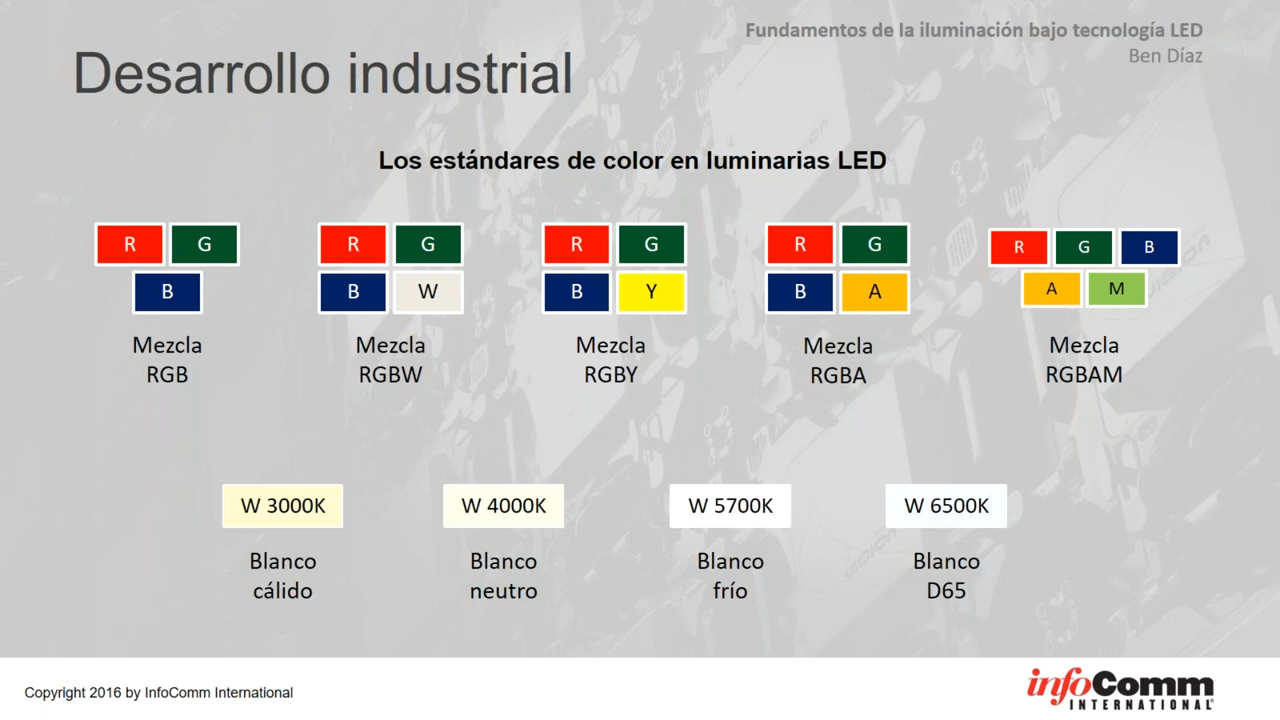 Fundamentos de la iluminación bajo tecnología LED
Ben Díaz
Desarrollo industrial
Los estándares de color en luminarias LED
R G
B
Mezcla
RGB
R G
B W
Mezcla
RGBW
R G
B Y
Mezcla
RGBY
R G
B A
Mezcla
RGBA
R G B
A M
Mezcla
RGBAM
W 3000K
Blanco
cálido
W 4000K
Blanco
neutro
W 5700K
Blanco
frío
W 6500K
Blanco
D65
Copyright 2016 by InfoComm International
infoComm
INTERNATIONAL®